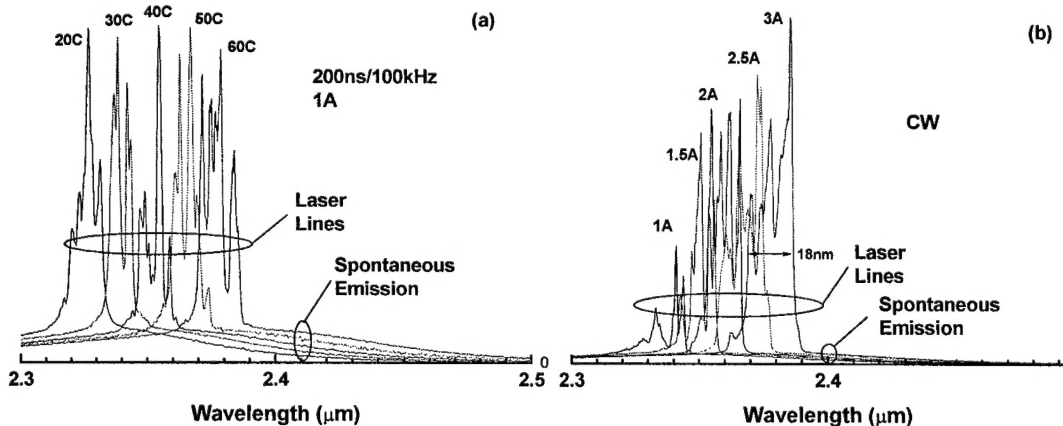 (a)
20C
30C
40C
50C
60C
200ns/100kHz
1A
Laser
Lines
Spontaneous
Emission
0
2.3
2.4
2.5
Wavelength (μm)
(b)
3A
2.5A
2A
1.5A
1A
CW
18nm
Laser
Lines
Spontaneous
Emission
2.3
2.4
Wavelength (μm)